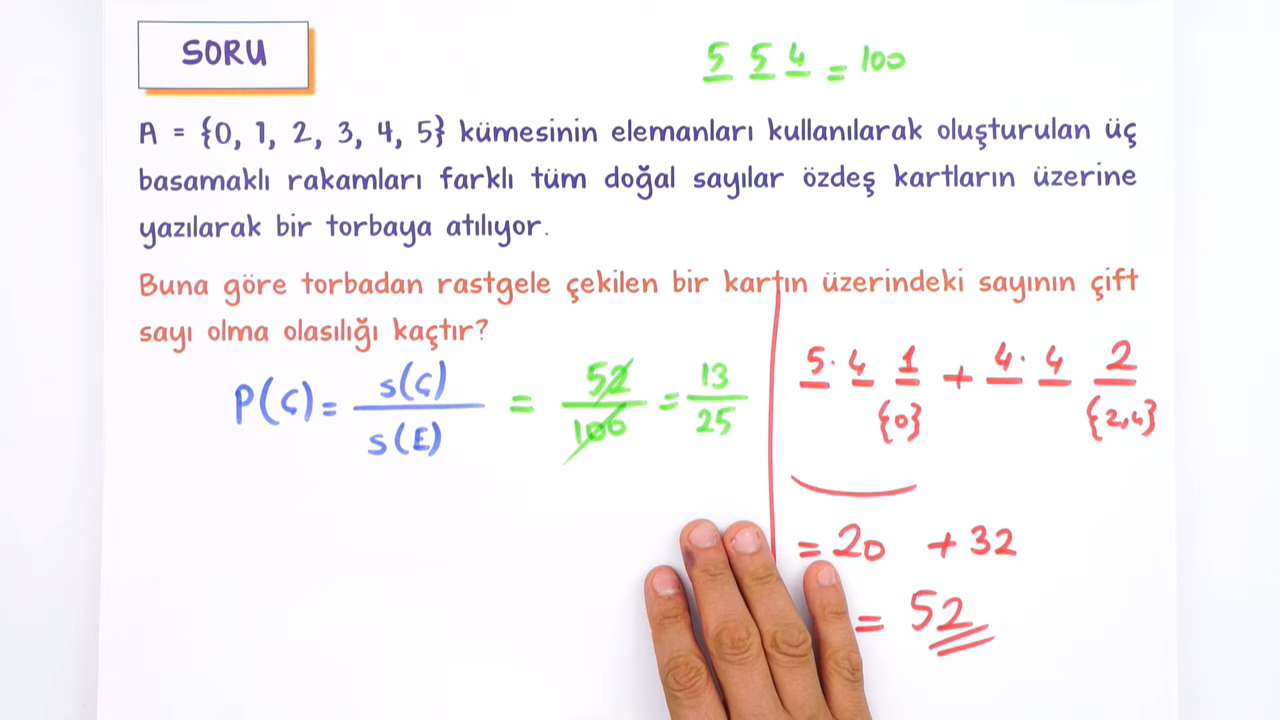 SORU
5 5 4 = 100
A = {0, 1, 2, 3, 4, 5} kümesinin elemanları kullanılarak oluşturulan üç
basamaklı rakamları farklı tüm doğal sayılar özdeş kartların üzerine
yazılarak bir torbaya atılıyor.
Buna göre torbadan rastgele çekilen bir kartın üzerindeki sayının çift
sayı olma olasılığı kaçtır?
P(Ç) = s(Ç) / s(E) = 52 / 100 = 13 / 25
5 · 4 1 + 4 · 4 2
{0} {2,4}
= 20 + 32
= 52